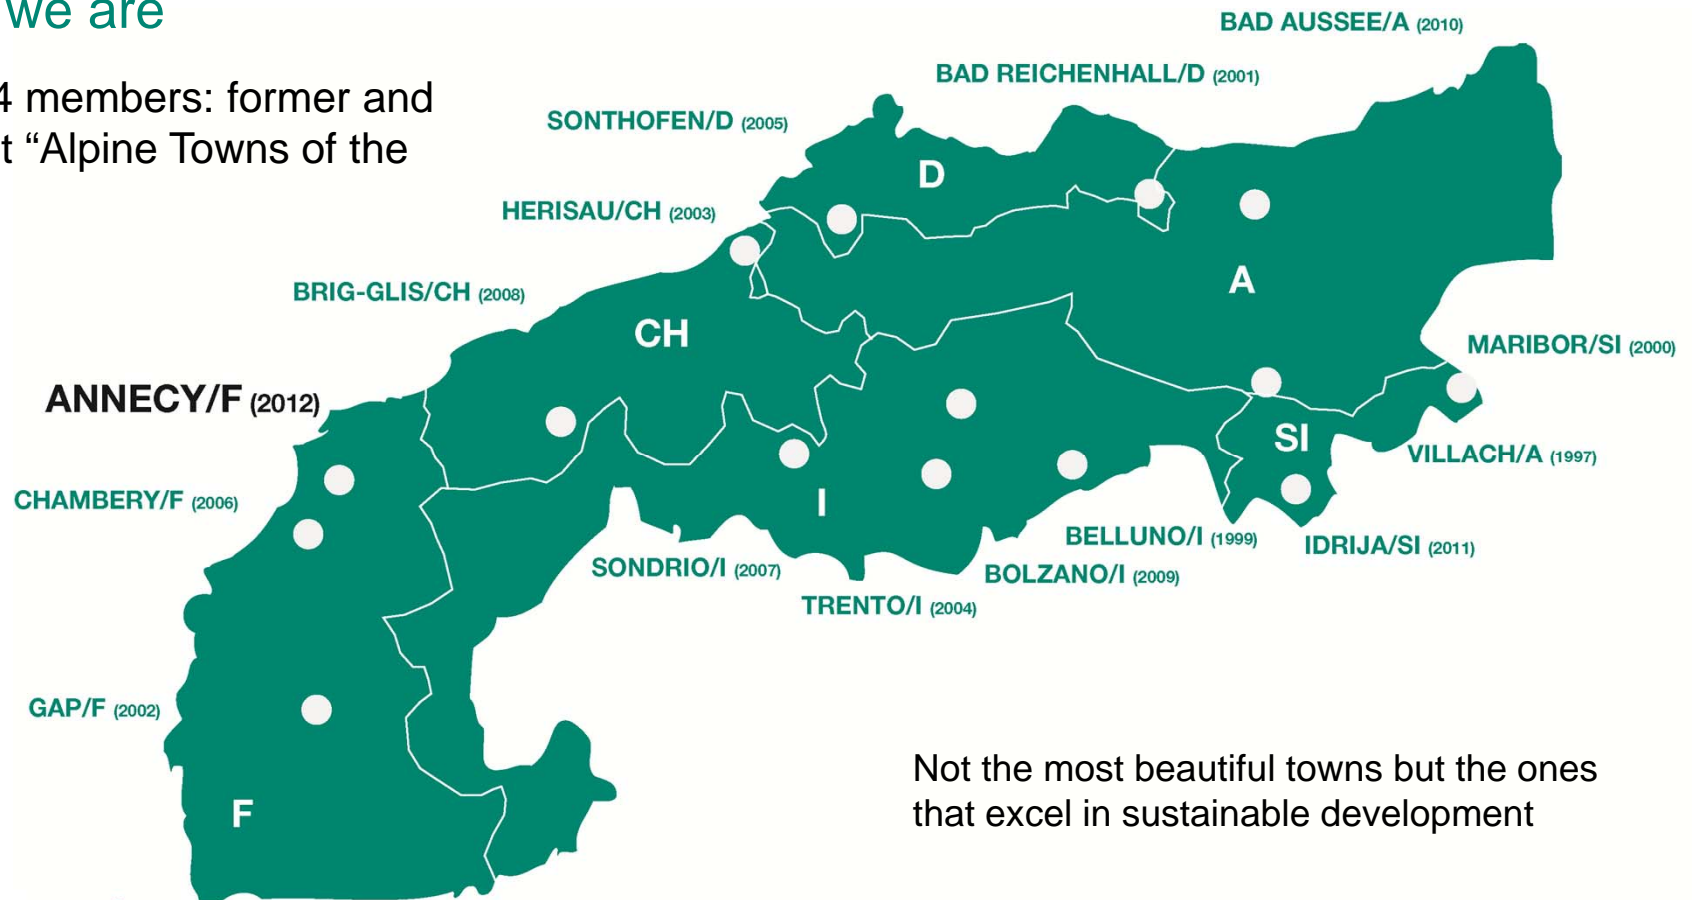 we are
4 members: former and
t “Alpine Towns of the
BAD AUSSEE/A (2010)
BAD REICHENHALL/D (2001)
SONTHOFEN/D (2005)
D
HERISAU/CH (2003)
A
BRIG-GLIS/CH (2008)
CH
MARIBOR/SI (2000)
ANNECY/F (2012)
SI
VILLACH/A (1997)
CHAMBERY/F (2006)
I
BELLUNO/I (1999)
IDRIJA/SI (2011)
SONDRIO/I (2007)
BOLZANO/I (2009)
TRENTO/I (2004)
GAP/F (2002)
F
Not the most beautiful towns but the ones
that excel in sustainable development